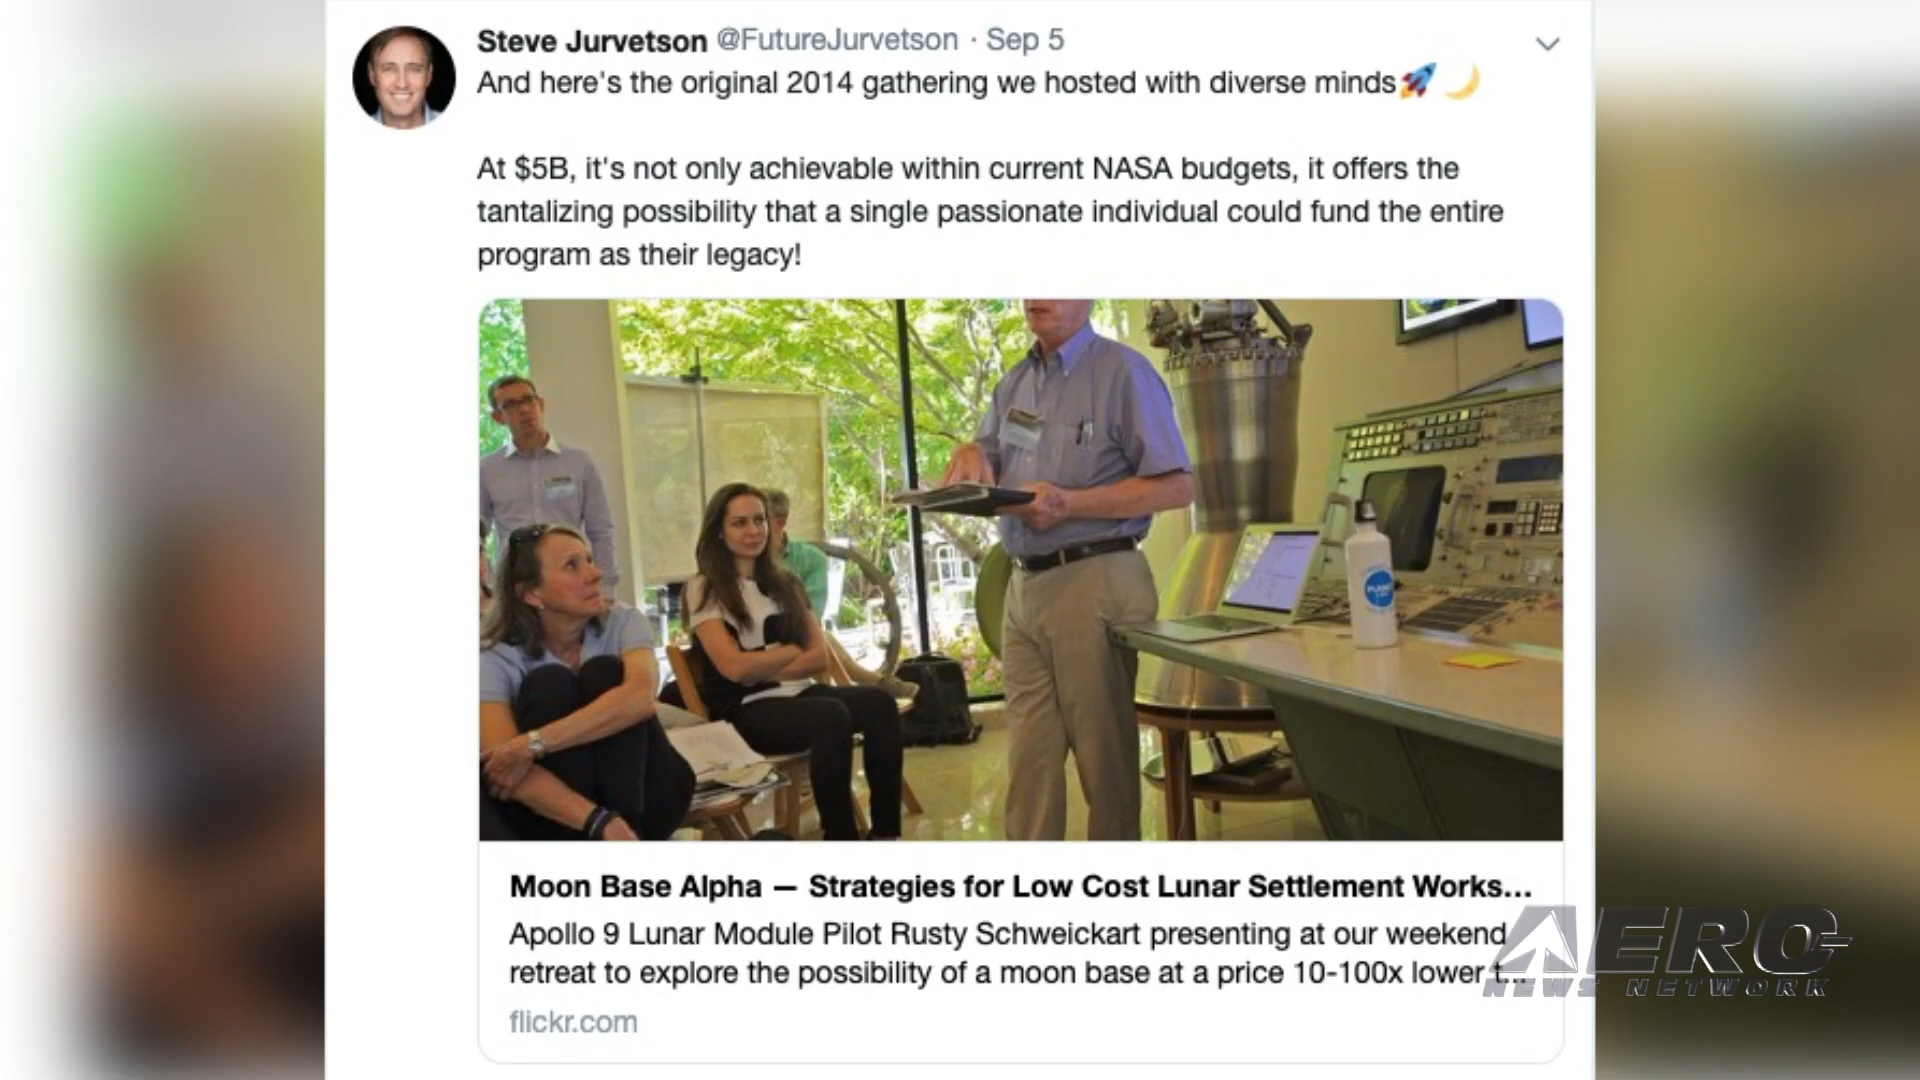 Steve Jurvetson @FutureJurvetson · Sep 5
And here's the original 2014 gathering we hosted with diverse minds🚀🌙
At $5B, it's not only achievable within current NASA budgets, it offers the
tantalizing possibility that a single passionate individual could fund the entire
program as their legacy!
Moon Base Alpha — Strategies for Low Cost Lunar Settlement Works...
Apollo 9 Lunar Module Pilot Rusty Schweickart presenting at our weekend
retreat to explore the possibility of a moon base at a price 10-100x lower t...
flickr.com
AERO
NEWS NETWORK